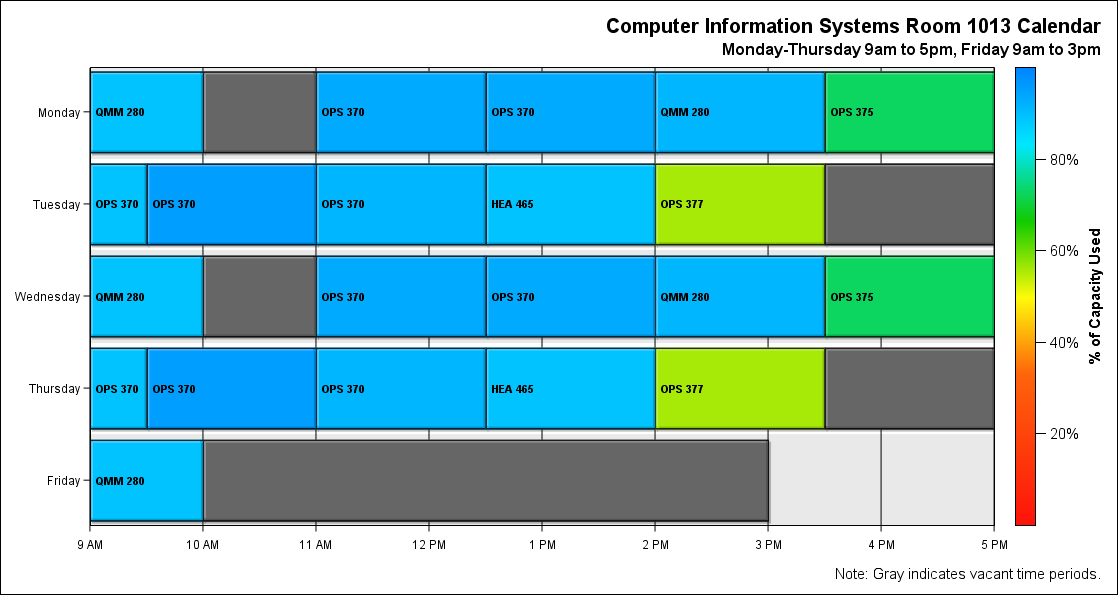 Computer Information Systems Room 1013 Calendar
Monday-Thursday 9am to 5pm, Friday 9am to 3pm
Monday
QMM 280
OPS 370
OPS 370
QMM 280
OPS 375
Tuesday
OPS 370
OPS 370
OPS 370
HEA 465
OPS 377
Wednesday
QMM 280
OPS 370
OPS 370
QMM 280
OPS 375
Thursday
OPS 370
OPS 370
OPS 370
HEA 465
OPS 377
Friday
QMM 280
9 AM
10 AM
11 AM
12 PM
1 PM
2 PM
3 PM
4 PM
5 PM
80%
60%
40%
20%
% of Capacity Used
Note: Gray indicates vacant time periods.